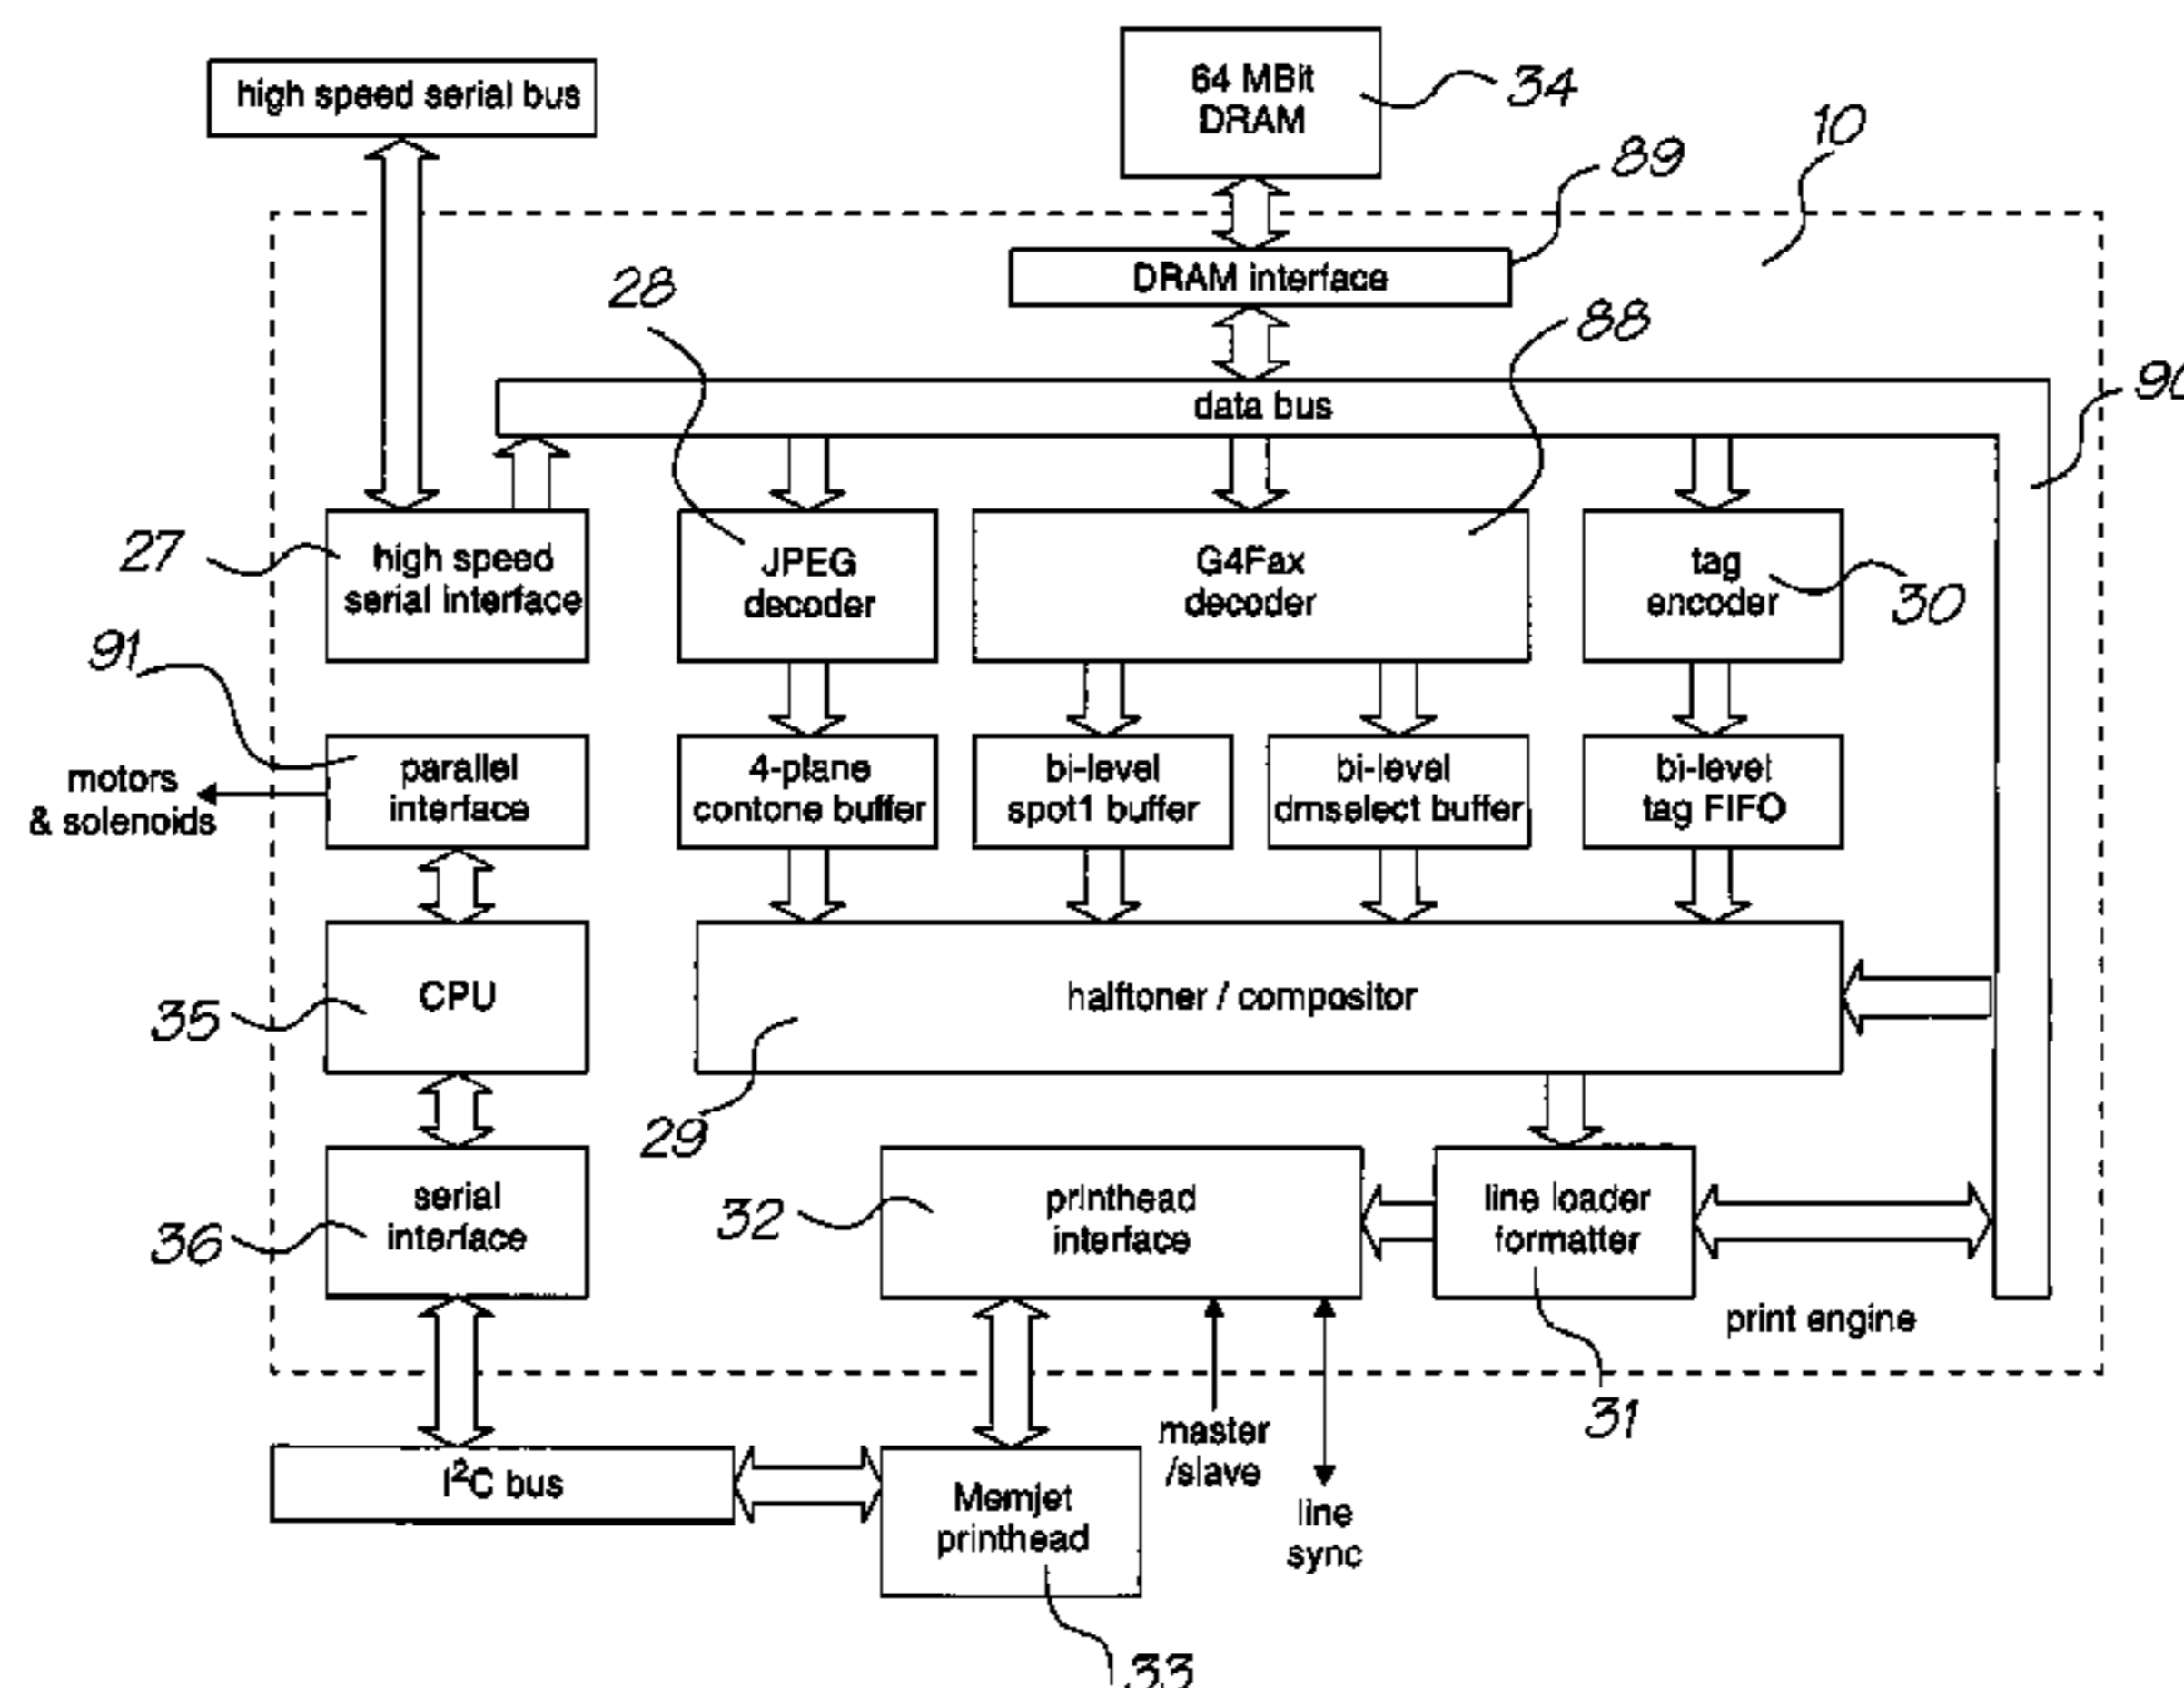 high speed serial bus
64 MBit
DRAM
34
10
89
DRAM interface
28
88
data bus
90
27
high speed
serial interface
JPEG
decoder
G4Fax
decoder
tag
encoder
30
91
motors
& solenoids
parallel
interface
4-plane
contone buffer
bi-level
spot1 buffer
bi-level
dmselect buffer
bi-level
tag FIFO
35
CPU
halftoner / compositor
29
36
serial
interface
32
printhead
interface
line loader
formatter
print engine
31
I²C bus
Memjet
printhead
master
/slave
line
sync
33